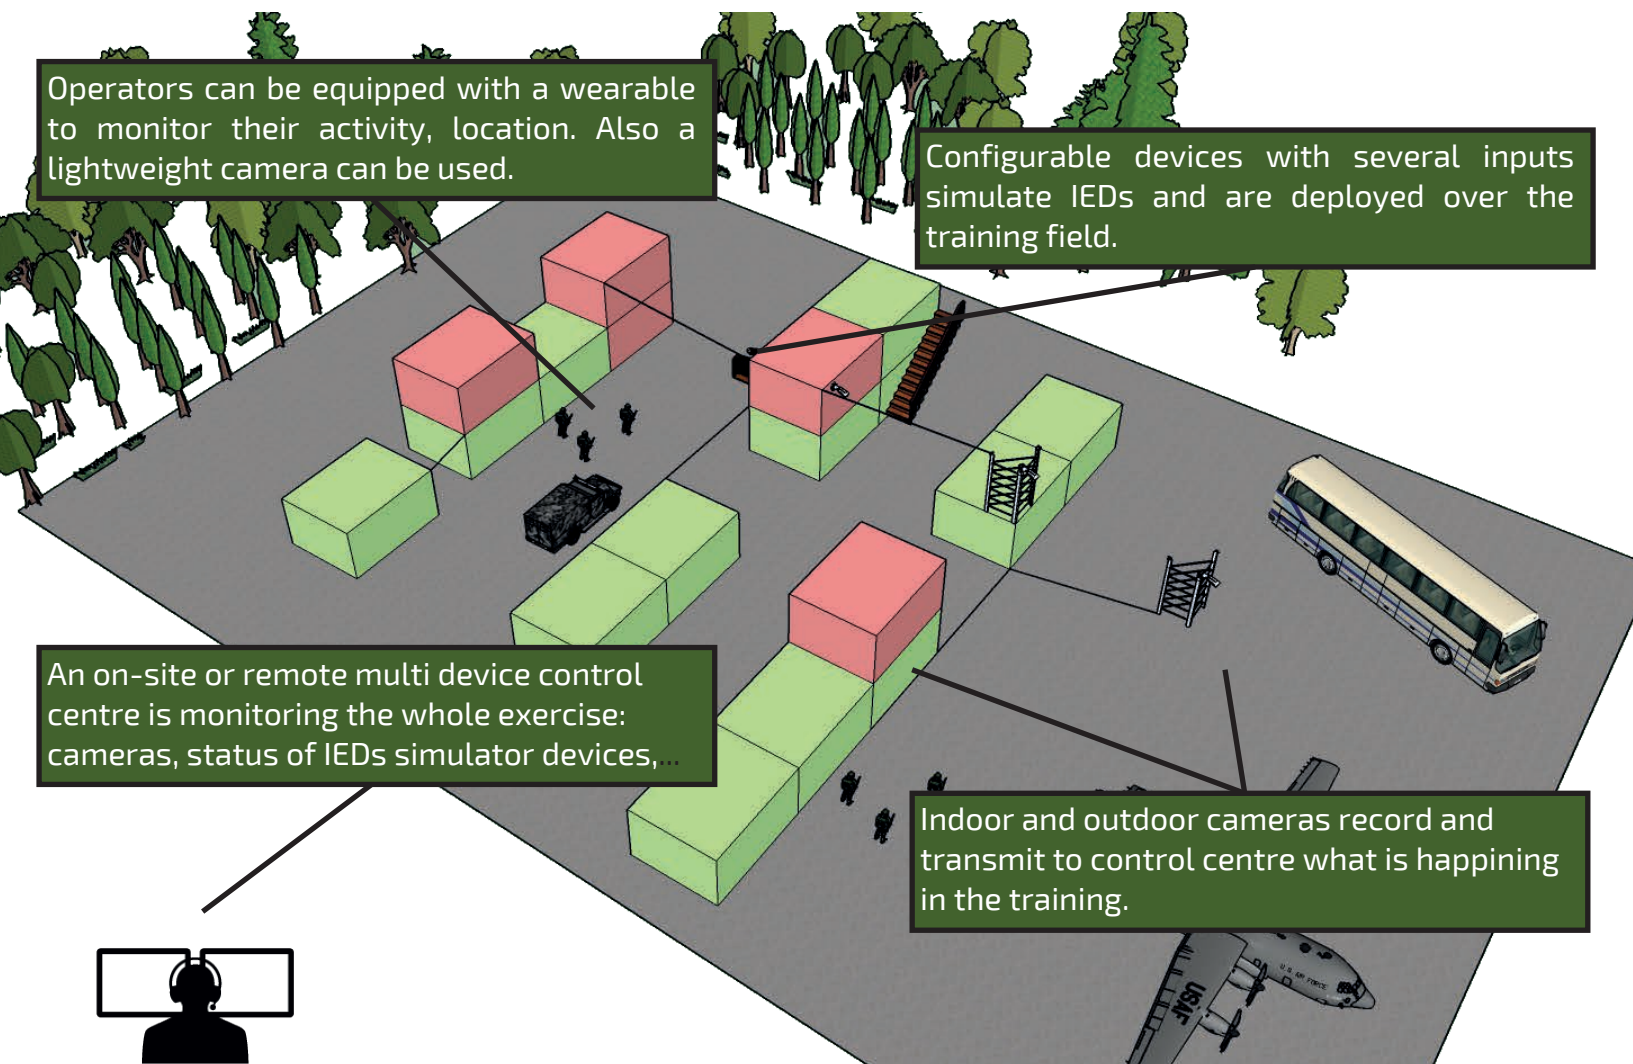 Operators can be equipped with a wearable
to monitor their activity, location. Also a
lightweight camera can be used.
Configurable devices with several inputs
simulate IEDs and are deployed over the
training field.
An on-site or remote multi device control
centre is monitoring the whole exercise:
cameras, status of IEDs simulator devices,...
Indoor and outdoor cameras record and
transmit to control centre what is happining
in the training.
U.S. AIR FORCE
USAF